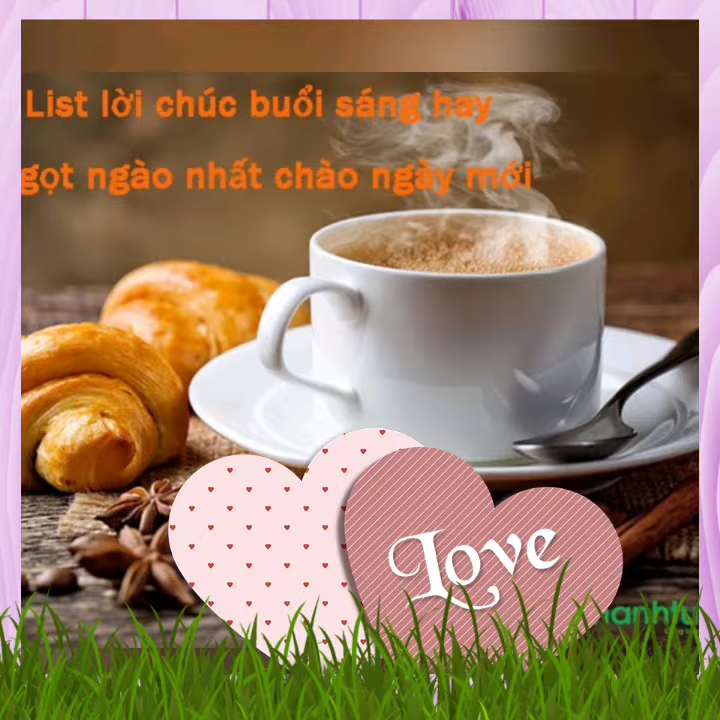 List lời chúc buổi sáng hay
gọt ngào nhất chào ngày mới
Love